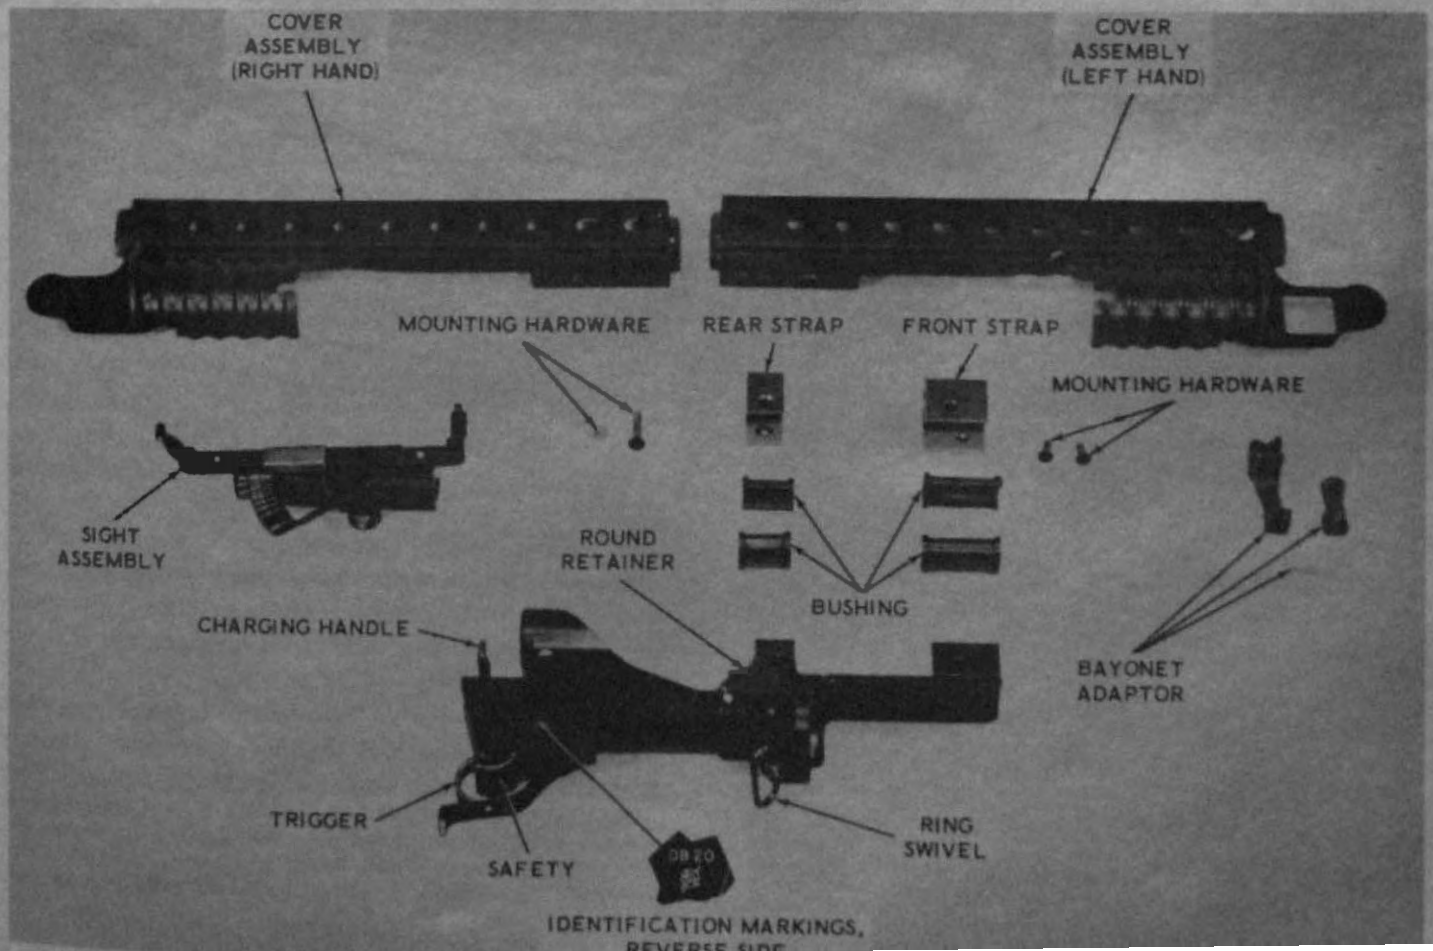 COVER
ASSEMBLY
(RIGHT HAND)
COVER
ASSEMBLY
(LEFT HAND)
MOUNTING HARDWARE
REAR STRAP
FRONT STRAP
MOUNTING HARDWARE
SIGHT
ASSEMBLY
ROUND
RETAINER
BUSHING
CHARGING HANDLE
BAYONET
ADAPTOR
TRIGGER
SAFETY
RING
SWIVEL
IDENTIFICATION MARKINGS,
REVERSE SIDE